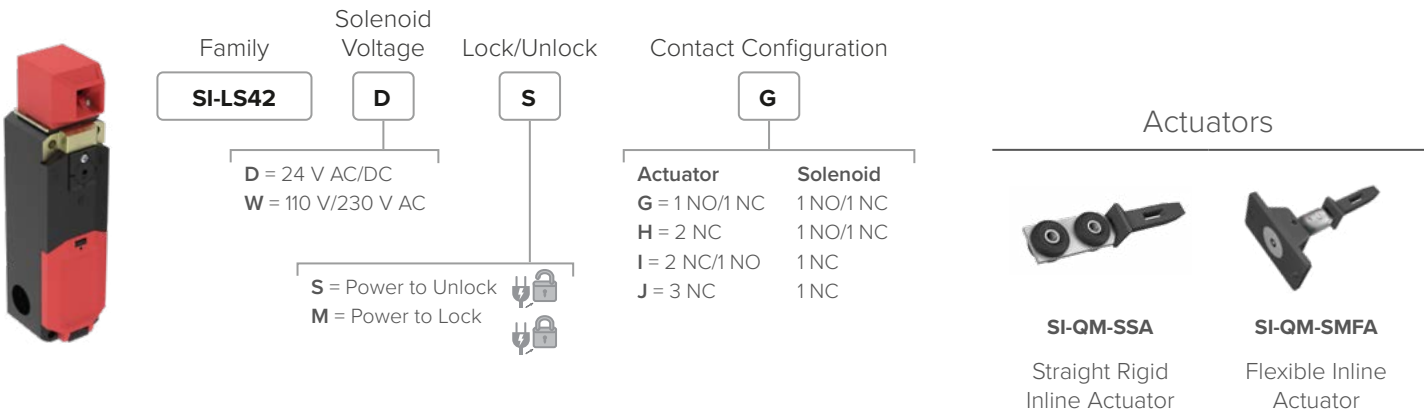 Family
Solenoid
Voltage
Lock/Unlock
Contact Configuration
SI-LS42
D
S
G
D = 24 V AC/DC
W = 110 V/230 V AC
S = Power to Unlock
M = Power to Lock
Actuator Solenoid
G = 1 NO/1 NC 1 NO/1 NC
H = 2 NC 1 NO/1 NC
I = 2 NC/1 NO 1 NC
J = 3 NC 1 NC
Actuators
SI-QM-SSA
Straight Rigid
Inline Actuator
SI-QM-SMFA
Flexible Inline
Actuator